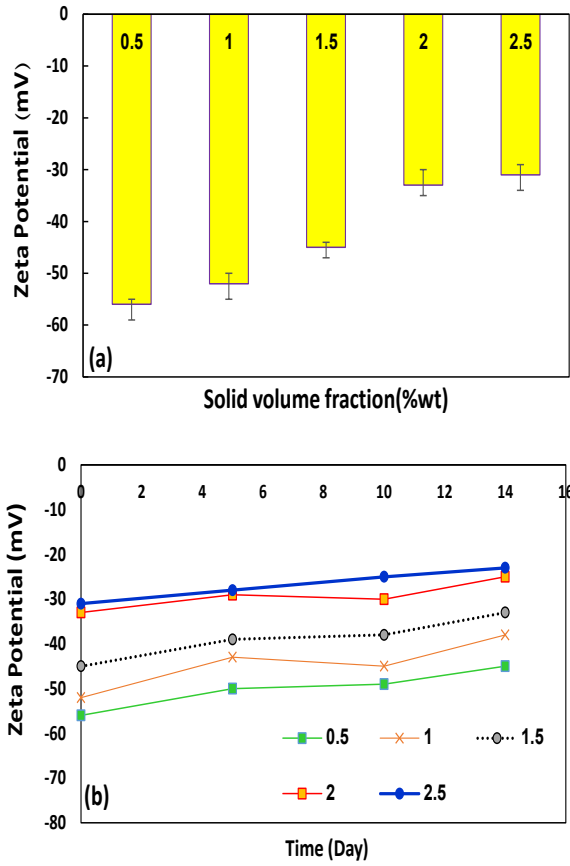 0
-10
-20
-30
-40
-50
-60
-70
Zeta Potential (mV)
0.5 1 1.5 2 2.5
(a)
Solid volume fraction(%wt)
0
-10
-20
-30
-40
-50
-60
-70
-80
Zeta Potential (mV)
0 2 4 6 8 10 12 14 16
0.5 1 1.5
2 2.5
(b)
Time (Day)